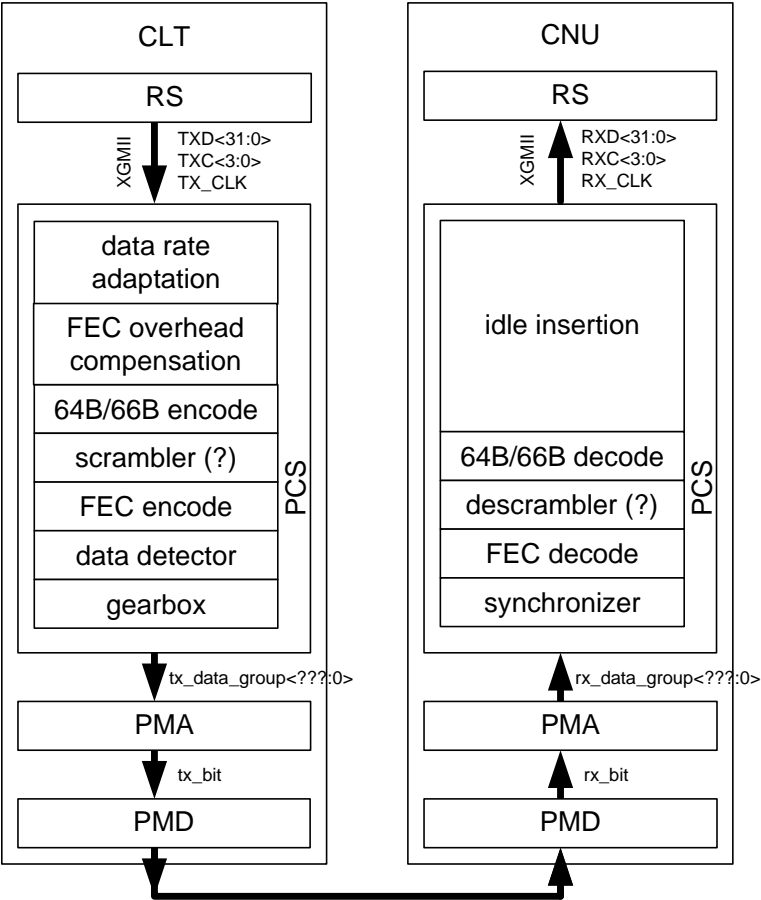 CLT
RS
XGMII
TXD<31:0>
TXC<3:0>
TX_CLK
data rate
adaptation
FEC overhead
compensation
64B/66B encode
scrambler (?)
FEC encode
data detector
gearbox
PCS
tx_data_group<???:0>
PMA
tx_bit
PMD
CNU
RS
XGMII
RXD<31:0>
RXC<3:0>
RX_CLK
idle insertion
64B/66B decode
descrambler (?)
FEC decode
synchronizer
PCS
rx_data_group<???:0>
PMA
rx_bit
PMD